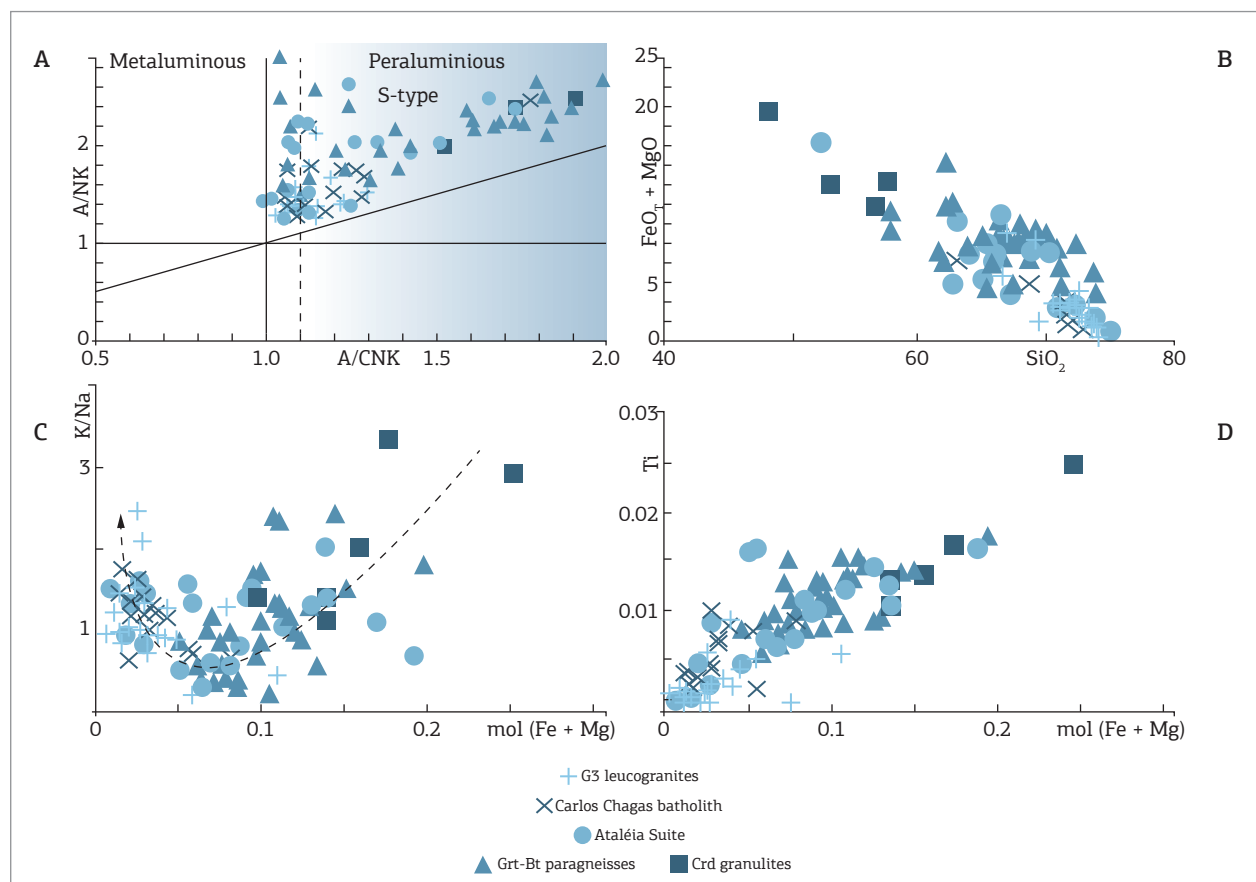 A
Metaluminous
Peraluminious
S-type
A/NK
2
1
0
0.5
1.0
A/CNK
1.5
2.0
B
FeO_T + MgO
25
20
5
0
40
60
SiO₂
80
C
K/Na
3
1
0
0.1
0.2
mol (Fe + Mg)
D
Ti
0.03
0.02
0.01
0
0.1
0.2
mol (Fe + Mg)
G3 leucogranites
Carlos Chagas batholith
Ataléia Suite
Grt-Bt paragneisses
Crd granulites